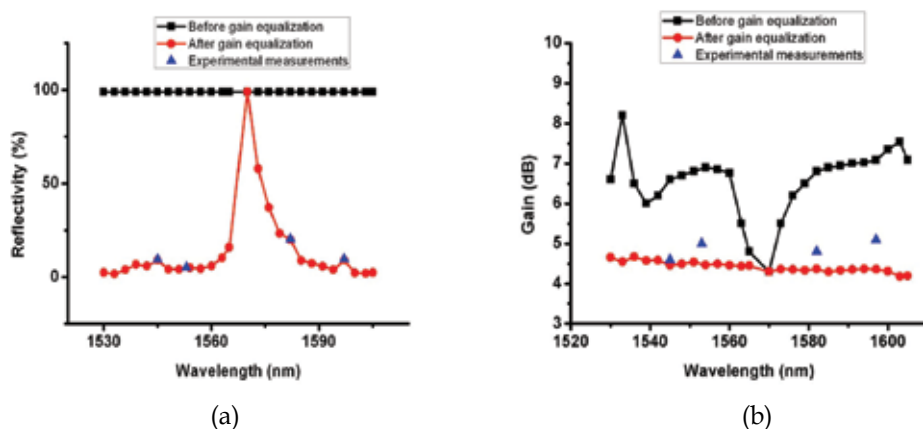 Before gain equalization
After gain equalization
Experimental measurements
Reflectivity (%)
100
50
0
1530
1560
1590
Wavelength (nm)
(a)
Before gain equalization
After gain equalization
Experimental measurements
Gain (dB)
10
9
8
7
6
5
4
3
1520
1540
1560
1580
1600
Wavelength (nm)
(b)